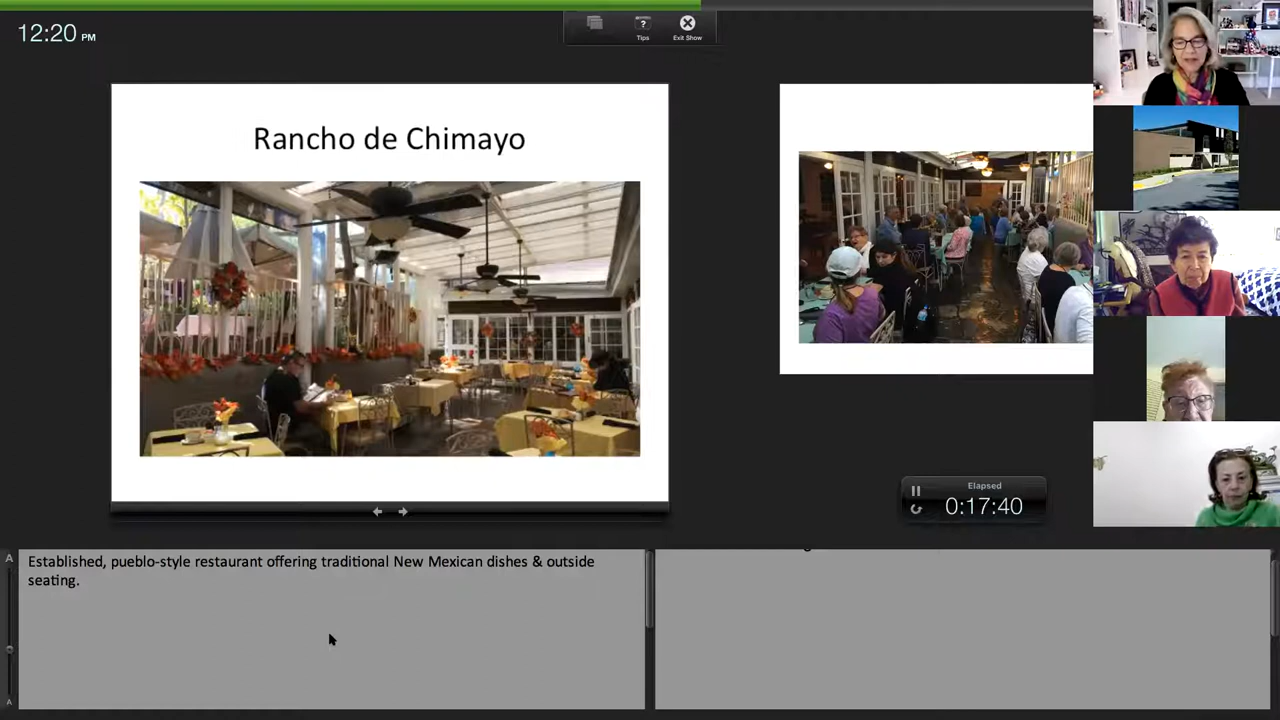 12:20 PM
Tips
Exit Show
Rancho de Chimayo
Elapsed
0:17:40
A
Established, pueblo-style restaurant offering traditional New Mexican dishes & outside
seating.
A